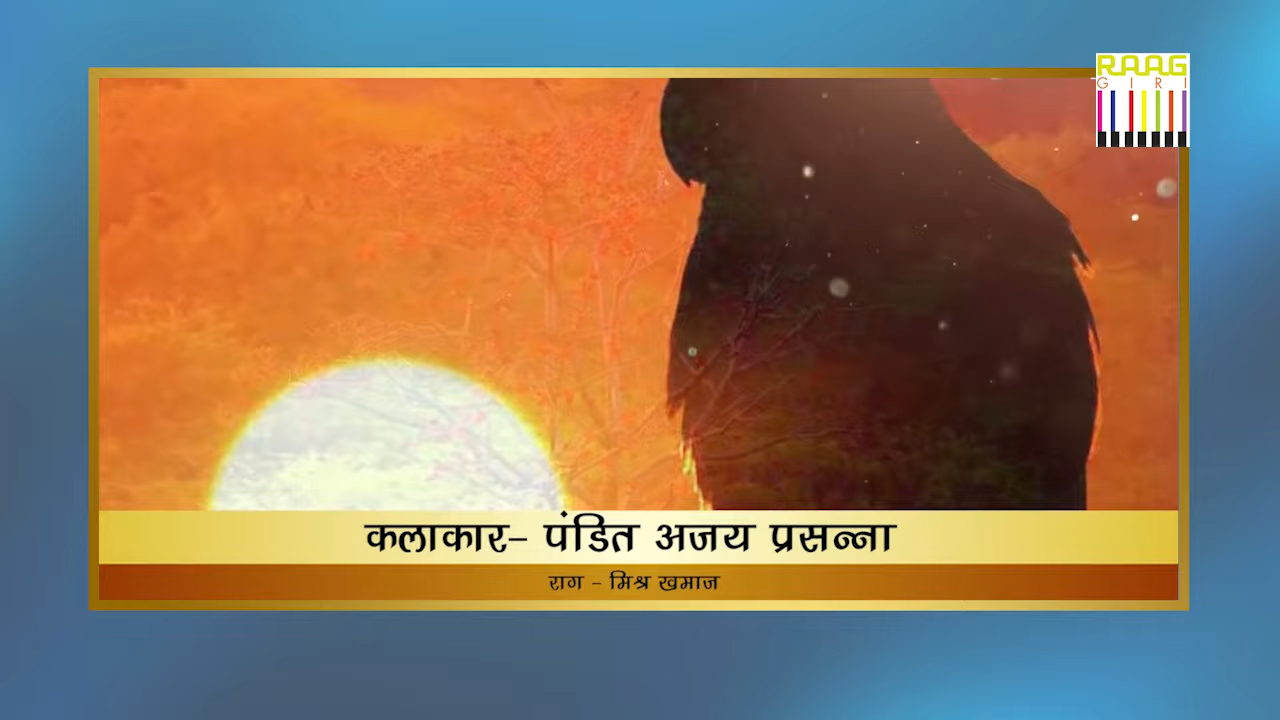 RAAG
GIRI
कलाकार– पंडित अजय प्रसन्ना
राग – मिश्र खमाज